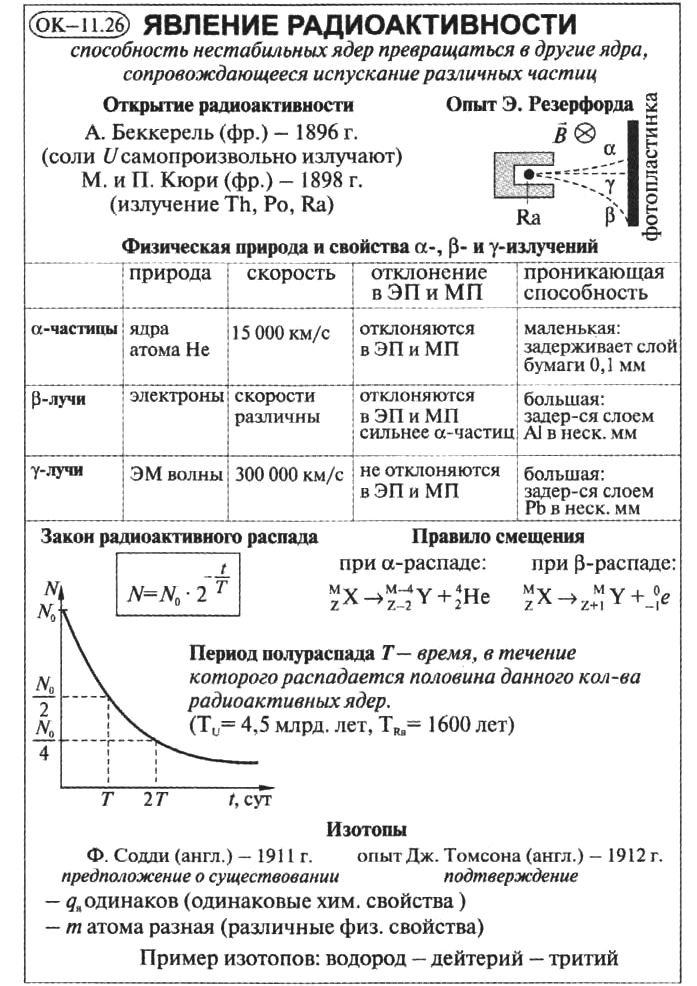 ОК–11.26 ЯВЛЕНИЕ РАДИОАКТИВНОСТИ
способность нестабильных ядер превращаться в другие ядра,
сопровождающееся испускание различных частиц
Открытие радиоактивности
А. Беккерель (фр.) – 1896 г.
(соли U самопроизвольно излучают)
М. и П. Кюри (фр.) – 1898 г.
(излучение Th, Po, Ra)
Опыт Э. Резерфорда
B⃗ ⊗
α
γ
β
Ra
фотопластинка
Физическая природа и свойства α-, β- и γ-излучений
природа | скорость | отклонение | проникающая
в ЭП и МП | способность
α-частицы | ядра | 15 000 км/с | отклоняются | маленькая:
атома Не | в ЭП и МП | задерживает слой
бумаги 0,1 мм
β-лучи | электроны | скорости | отклоняются | большая:
различны | в ЭП и МП | задер-ся слоем
сильнее α-частиц | Al в неск. мм
γ-лучи | ЭМ волны | 300 000 км/с | не отклоняются | большая:
в ЭП и МП | задер-ся слоем
Pb в неск. мм
Закон радиоактивного распада
N=N₀ · 2^(-t/T)
N
N₀
N₀/2
N₀/4
T 2T t, сут
Правило смещения
при α-распаде: при β-распаде:
ᴹ_Z X → ᴹ⁻⁴_Z₋₂ Y + ⁴₂He ᴹ_Z X → ᴹ_Z₊₁ Y + ⁰₋₁e
Период полураспада T – время, в течение
которого распадается половина данного кол-ва
радиоактивных ядер.
(T_U = 4,5 млрд. лет, T_Ra = 1600 лет)
Изотопы
Ф. Содди (англ.) – 1911 г. опыт Дж. Томсона (англ.) – 1912 г.
предположение о существовании подтверждение
– qя одинаков (одинаковые хим. свойства )
– m атома разная (различные физ. свойства)
Пример изотопов: водород – дейтерий – тритий